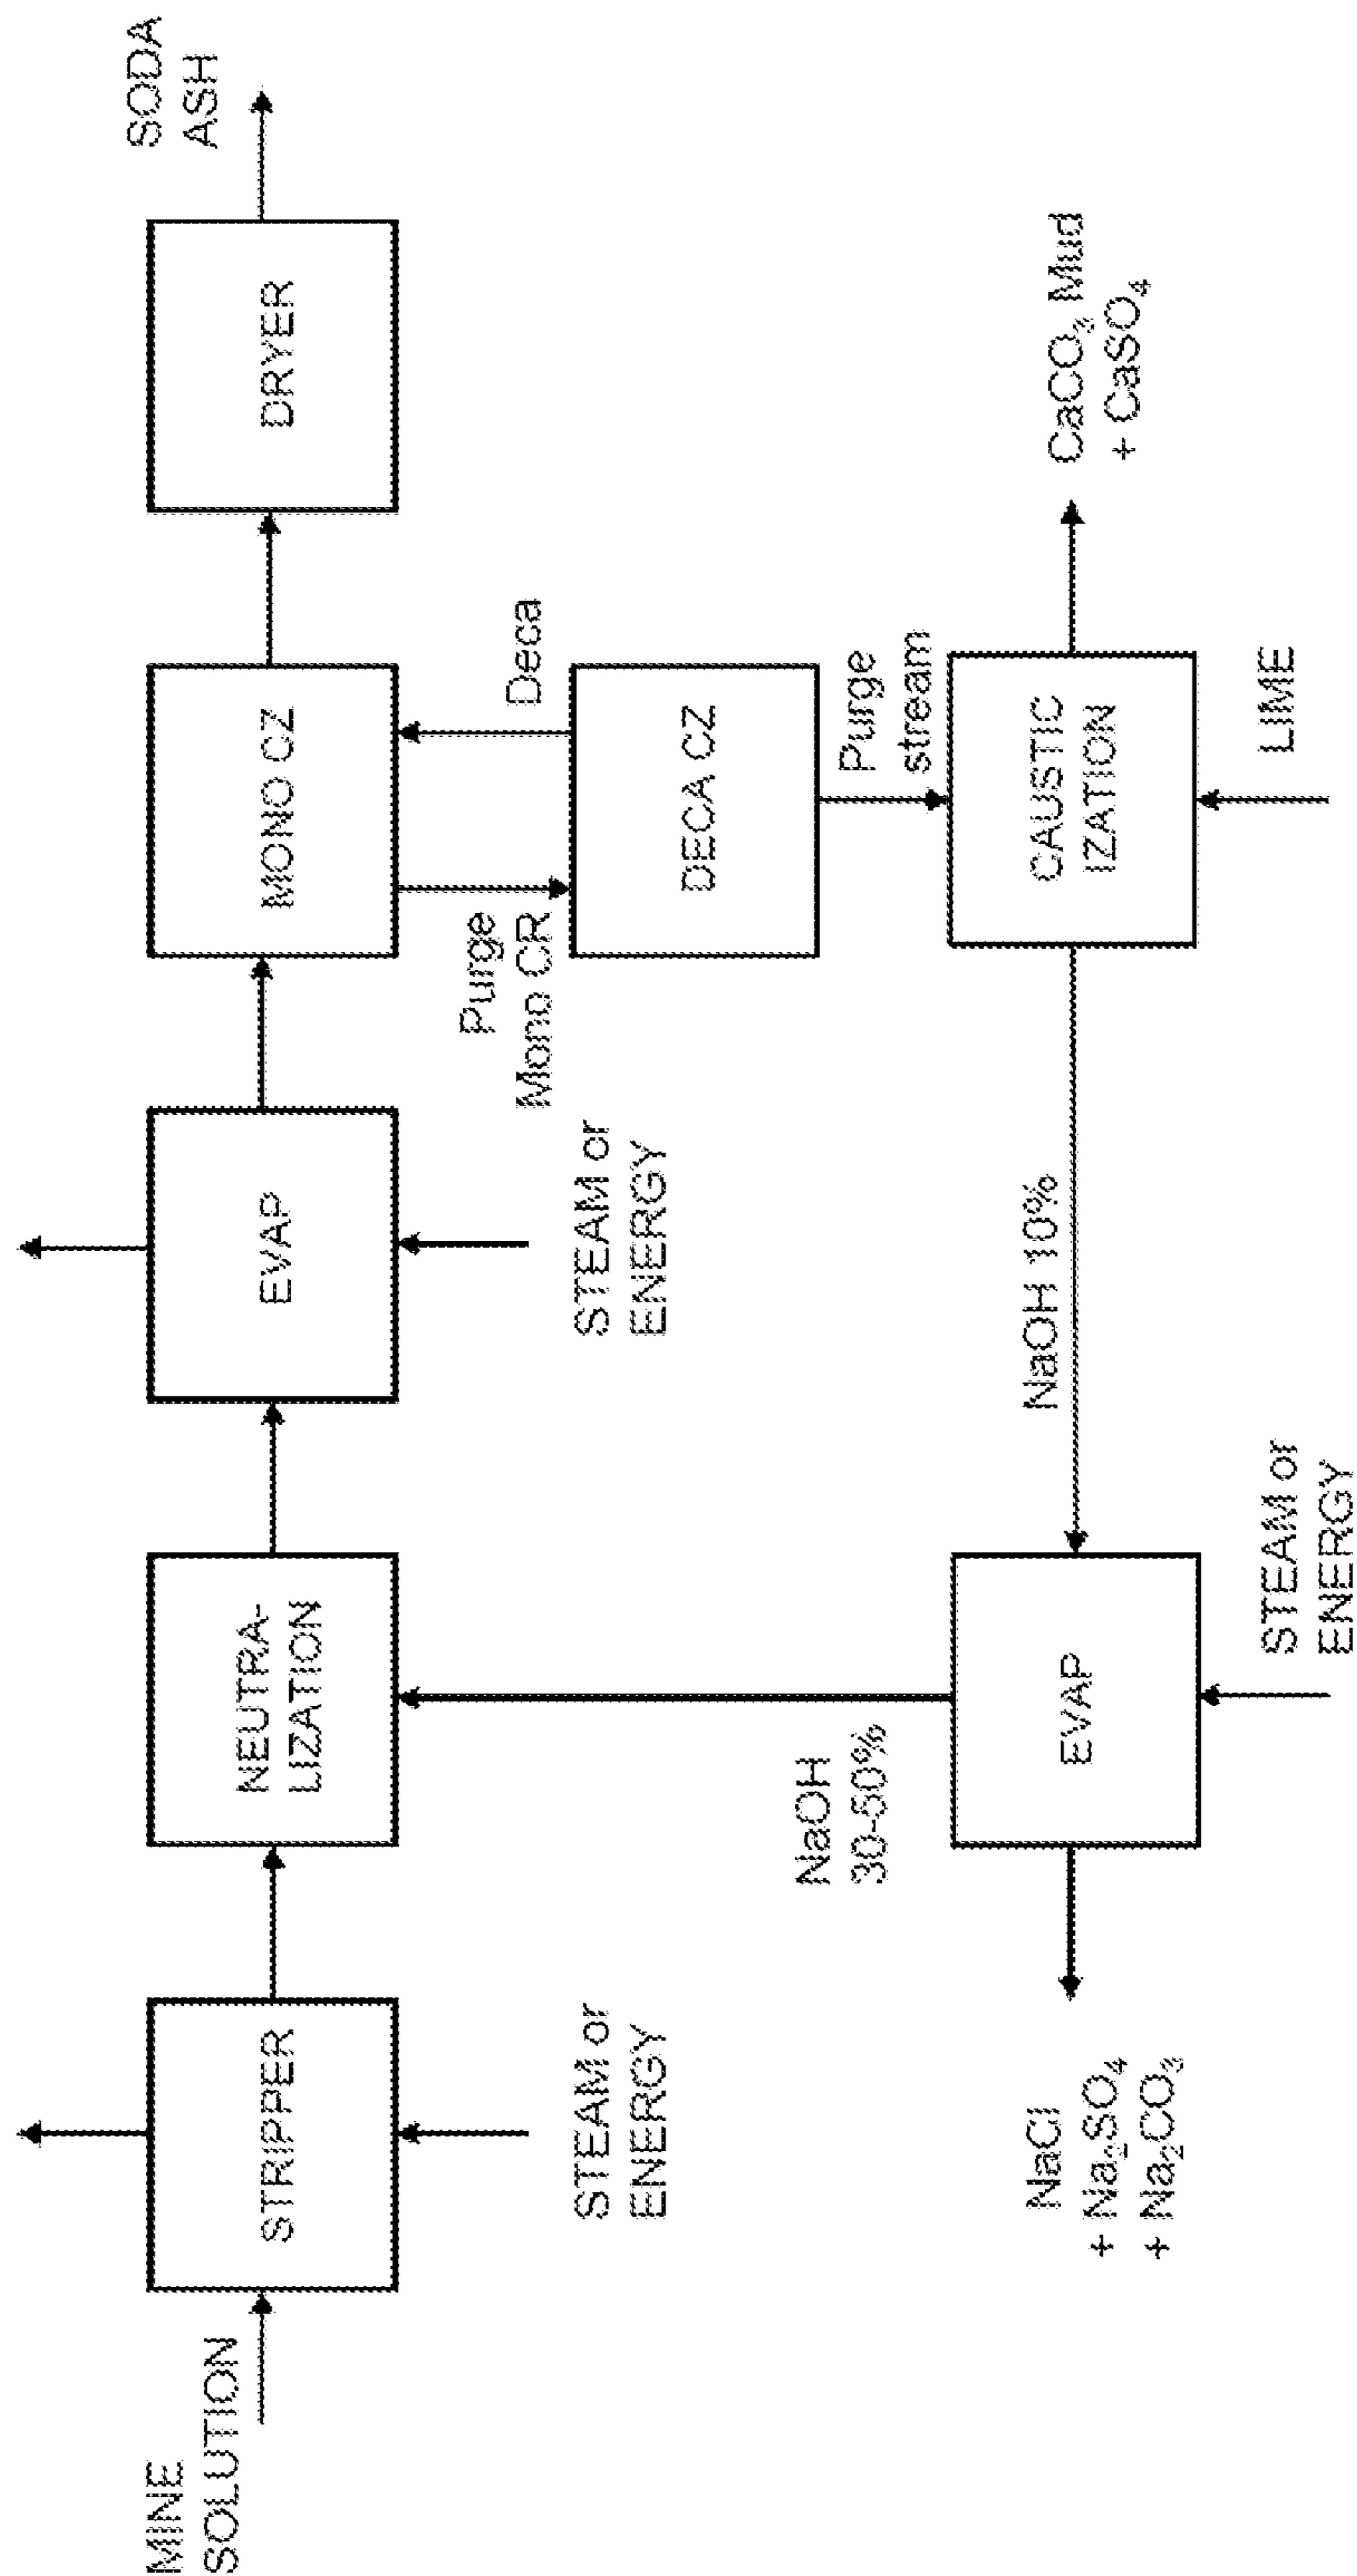 MINE
SOLUTION
STRIPPER
STEAM or
ENERGY
NEUTRA-
LIZATION
EVAP
STEAM or
ENERGY
MONO CZ
DRYER
SODA
ASH
Purge
Mono CR
Deca
DECA CZ
Purge
stream
CAUSTIC
IZATION
LIME
CaCO₃ Mud
+ CaSO₄
NaOH 10%
EVAP
STEAM or
ENERGY
NaOH
30-50%
NaCl
+ Na₂SO₄
+ Na₂CO₃